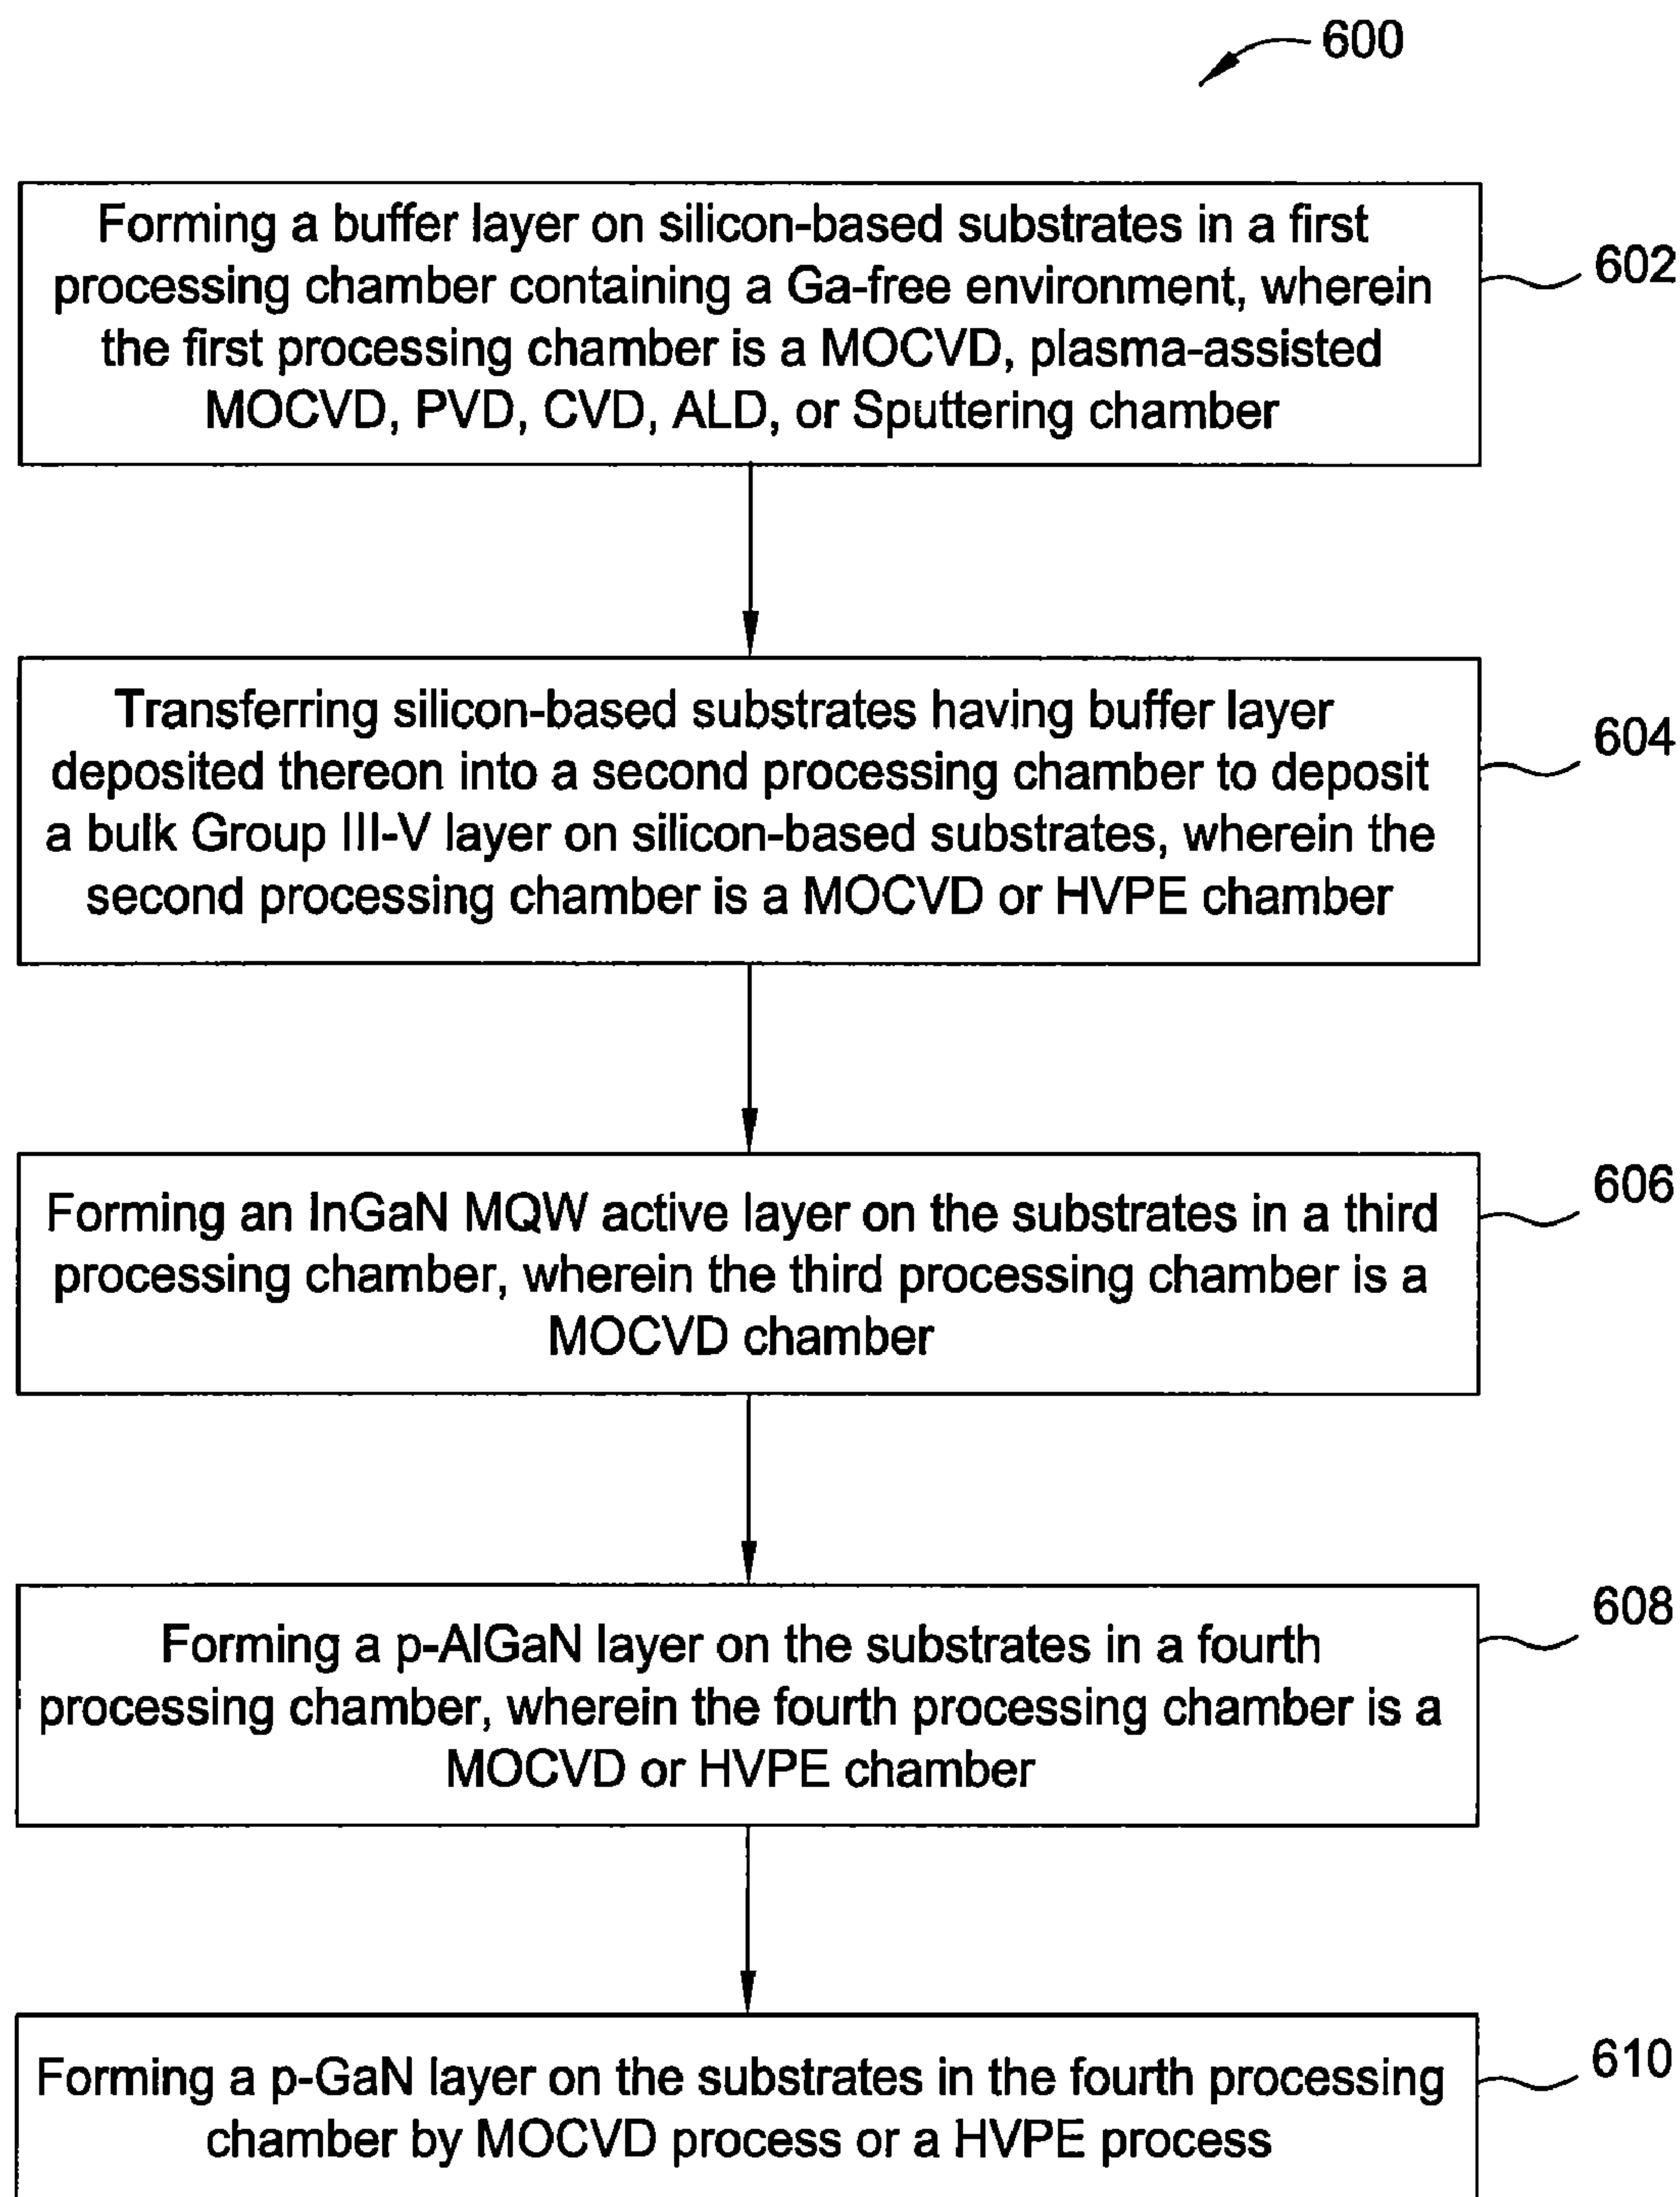 600
Forming a buffer layer on silicon-based substrates in a first
processing chamber containing a Ga-free environment, wherein
the first processing chamber is a MOCVD, plasma-assisted
MOCVD, PVD, CVD, ALD, or Sputtering chamber
602
Transferring silicon-based substrates having buffer layer
deposited thereon into a second processing chamber to deposit
a bulk Group III-V layer on silicon-based substrates, wherein the
second processing chamber is a MOCVD or HVPE chamber
604
Forming an InGaN MQW active layer on the substrates in a third
processing chamber, wherein the third processing chamber is a
MOCVD chamber
606
Forming a p-AlGaN layer on the substrates in a fourth
processing chamber, wherein the fourth processing chamber is a
MOCVD or HVPE chamber
608
Forming a p-GaN layer on the substrates in the fourth processing
chamber by MOCVD process or a HVPE process
610